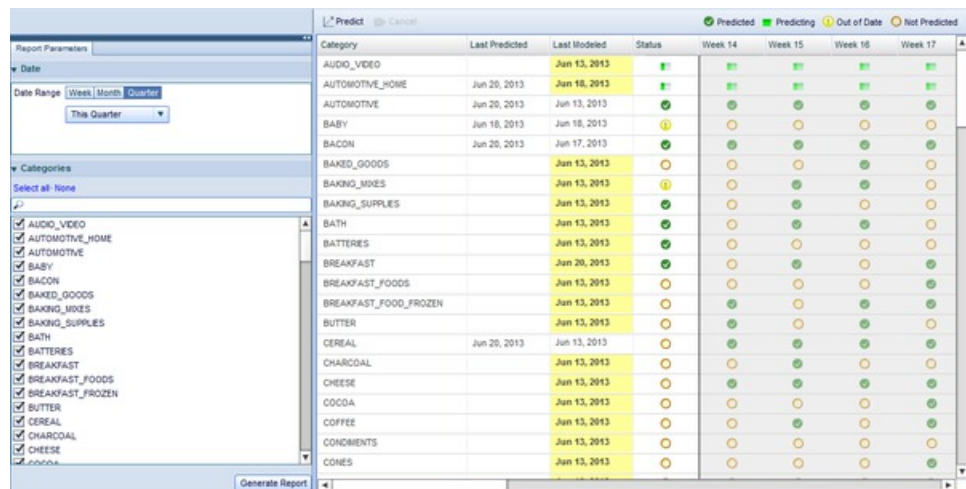 Predict Cancel Predicted Predicting Out of Date Not Predicted
Report Parameters
Date
Date Range Week Month Quarter
This Quarter
Categories
Select all - None
AUDIO_VIDEO
AUTOMOTIVE_HOME
AUTOMOTIVE
BABY
BACON
BAKED_GOODS
BAKING_MIXES
BAKING_SUPPLIES
BATH
BATTERIES
BREAKFAST
BREAKFAST_FOODS
BREAKFAST_FROZEN
BUTTER
CEREAL
CHARCOAL
CHEESE
COCOA
Generate Report
Category Last Predicted Last Modeled Status Week 14 Week 15 Week 16 Week 17
AUDIO_VIDEO Jun 13, 2013
AUTOMOTIVE_HOME Jun 20, 2013 Jun 18, 2013
AUTOMOTIVE Jun 20, 2013 Jun 13, 2013
BABY Jun 18, 2013 Jun 18, 2013
BACON Jun 20, 2013 Jun 17, 2013
BAKED_GOODS Jun 13, 2013
BAKING_MIXES Jun 13, 2013
BAKING_SUPPLIES Jun 13, 2013
BATH Jun 13, 2013
BATTERIES Jun 13, 2013
BREAKFAST Jun 20, 2013
BREAKFAST_FOODS Jun 13, 2013
BREAKFAST_FOOD_FROZEN Jun 13, 2013
BUTTER Jun 13, 2013
CEREAL Jun 20, 2013 Jun 13, 2013
CHARCOAL Jun 13, 2013
CHEESE Jun 13, 2013
COCOA Jun 13, 2013
COFFEE Jun 13, 2013
CONDIMENTS Jun 13, 2013
CONES Jun 13, 2013